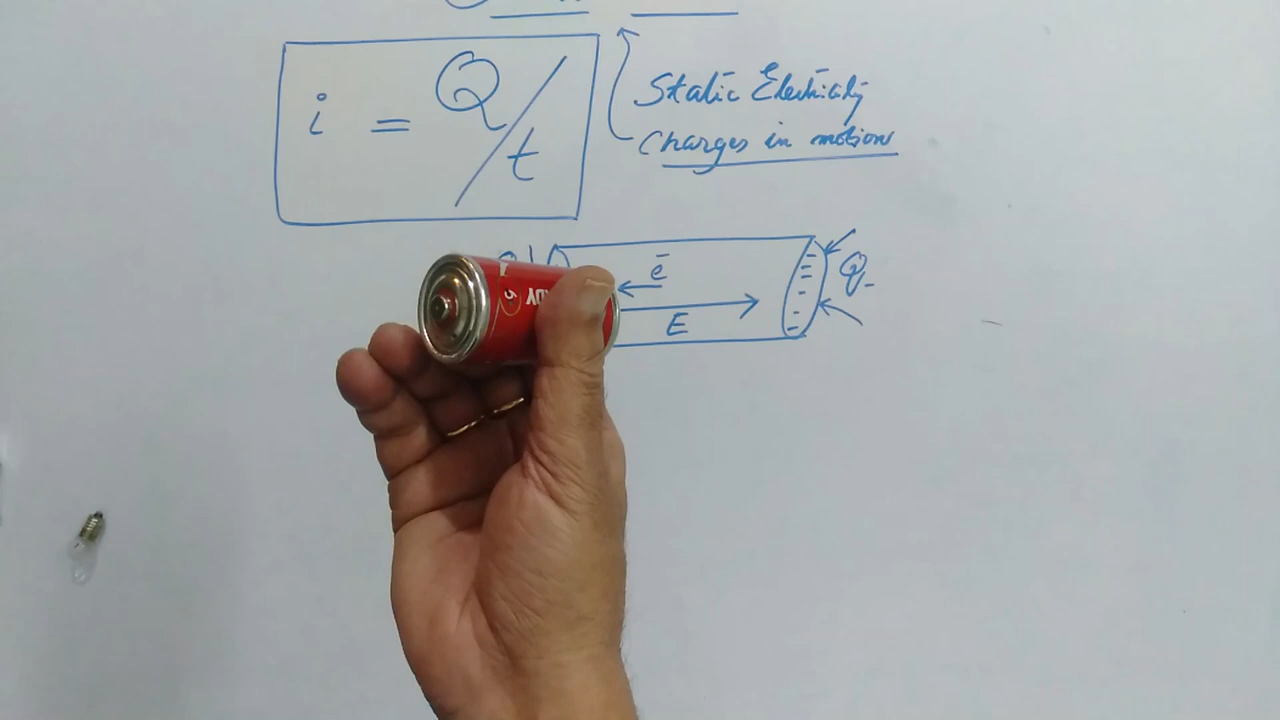 i = Q/t
Static Electricity
Charges in motion
ē
Q-
E